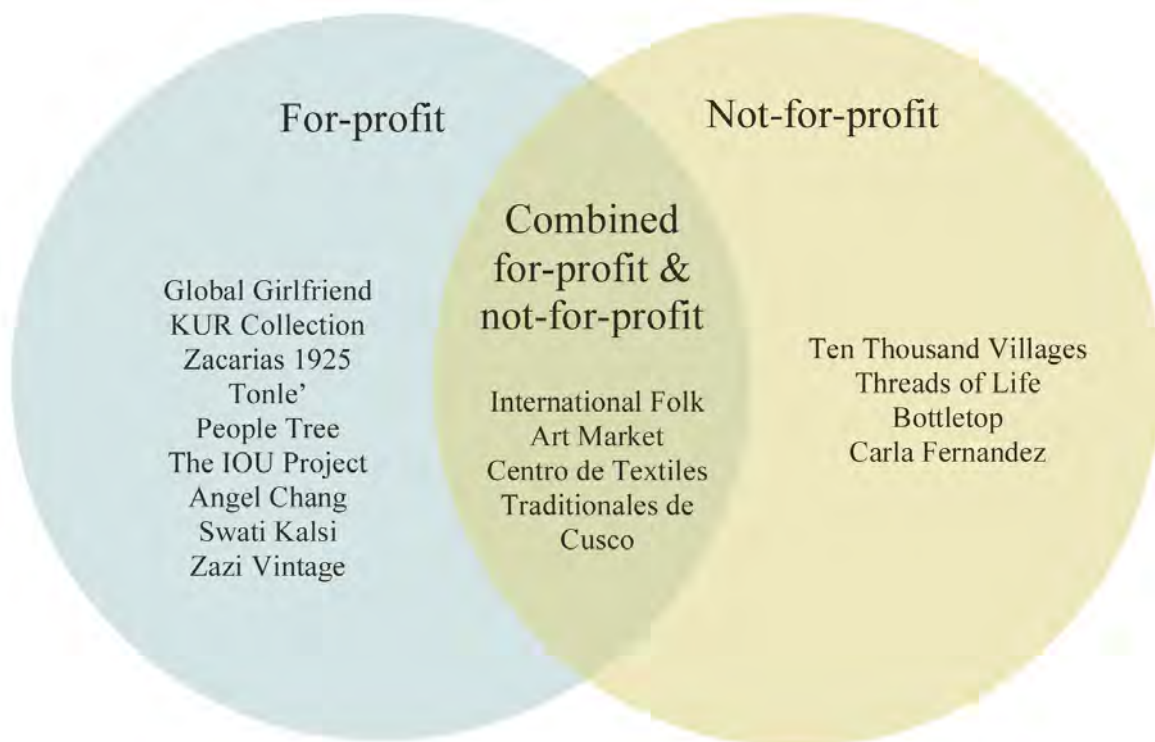 For-profit
Not-for-profit
Combined
for-profit &
not-for-profit
Global Girlfriend
KUR Collection
Zacarias 1925
Tonle’
People Tree
The IOU Project
Angel Chang
Swati Kalsi
Zazi Vintage
International Folk
Art Market
Centro de Textiles
Traditionales de
Cusco
Ten Thousand Villages
Threads of Life
Bottletop
Carla Fernandez